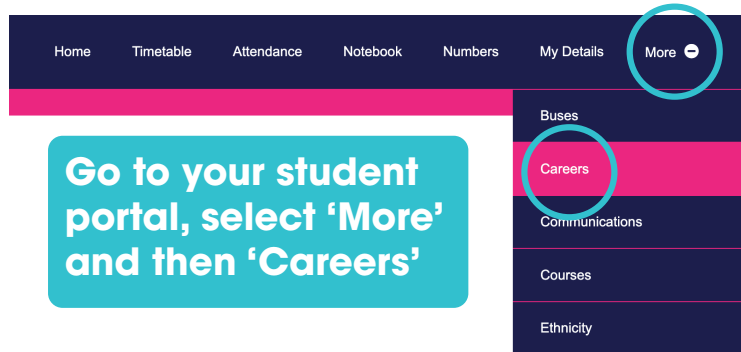 Home Timetable Attendance Notebook Numbers My Details More
Buses
Careers
Communications
Courses
Ethnicity
Go to your student
portal, select ‘More’
and then ‘Careers’